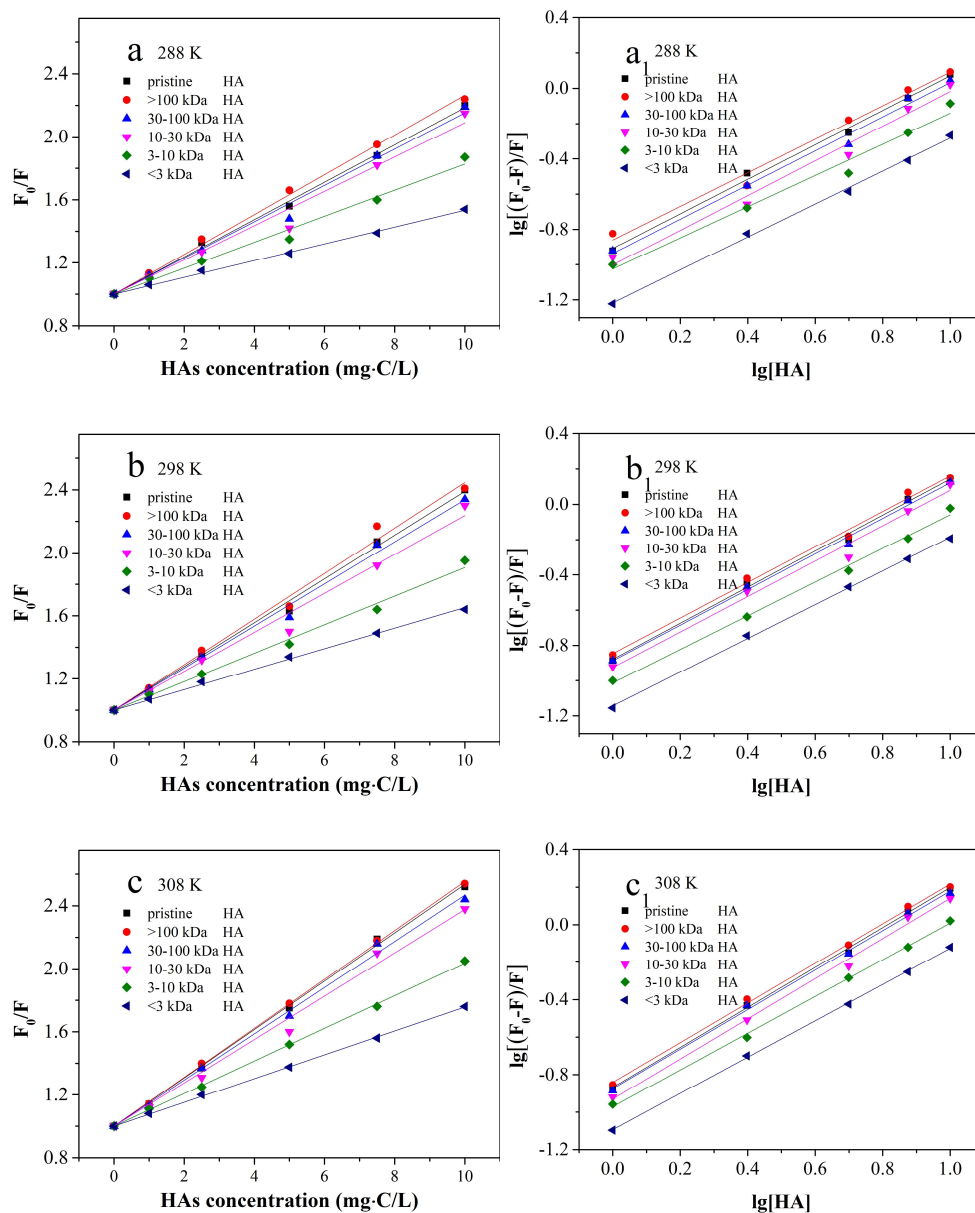 a 288 K
pristine HA
>100 kDa HA
30-100 kDa HA
10-30 kDa HA
3-10 kDa HA
<3 kDa HA
F₀/F
2.4
2.0
1.6
1.2
0.8
0 2 4 6 8 10
HAs concentration (mg·C/L)
a₁ 288 K
pristine HA
>100 kDa HA
30-100 kDa HA
10-30 kDa HA
3-10 kDa HA
<3 kDa HA
lg[(F₀-F)/F]
0.4
0.0
-0.4
-0.8
-1.2
0.0 0.2 0.4 0.6 0.8 1.0
lg[HA]
b 298 K
pristine HA
>100 kDa HA
30-100 kDa HA
10-30 kDa HA
3-10 kDa HA
<3 kDa HA
F₀/F
2.4
2.0
1.6
1.2
0.8
0 2 4 6 8 10
HAs concentration (mg·C/L)
b₁ 298 K
pristine HA
>100 kDa HA
30-100 kDa HA
10-30 kDa HA
3-10 kDa HA
<3 kDa HA
lg[(F₀-F)/F]
0.4
0.0
-0.4
-0.8
-1.2
0.0 0.2 0.4 0.6 0.8 1.0
lg[HA]
c 308 K
pristine HA
>100 kDa HA
30-100 kDa HA
10-30 kDa HA
3-10 kDa HA
<3 kDa HA
F₀/F
2.4
2.0
1.6
1.2
0.8
0 2 4 6 8 10
HAs concentration (mg·C/L)
c₁ 308 K
pristine HA
>100 kDa HA
30-100 kDa HA
10-30 kDa HA
3-10 kDa HA
<3 kDa HA
lg[(F₀-F)/F]
0.4
0.0
-0.4
-0.8
-1.2
0.0 0.2 0.4 0.6 0.8 1.0
lg[HA]